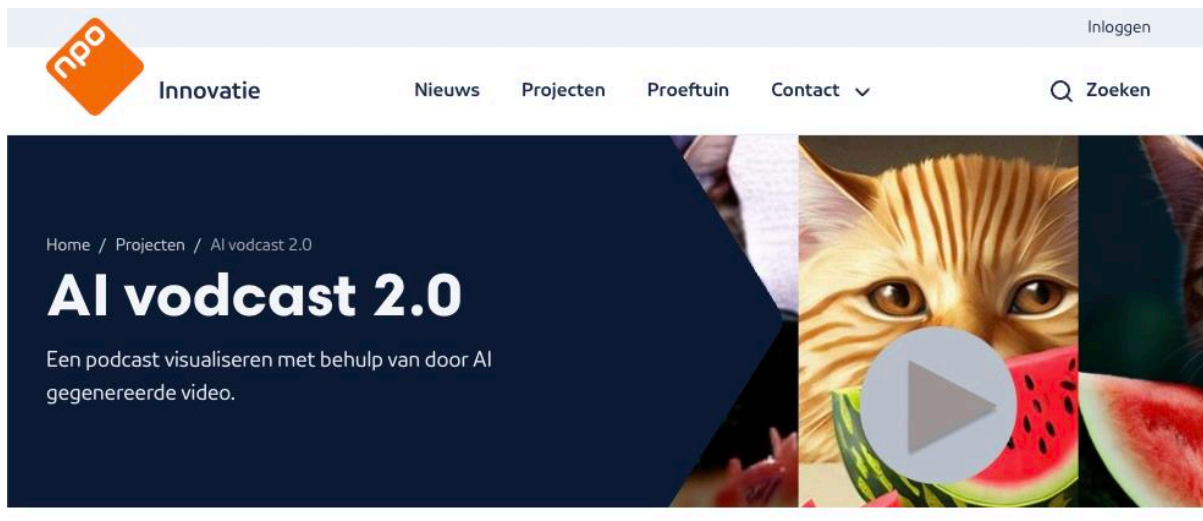 Inloggen
npo
Innovatie
Nieuws
Projecten
Proeftuin
Contact
Zoeken
Home / Projecten / AI vodcast 2.0
AI vodcast 2.0
Een podcast visualiseren met behulp van door AI
gegenereerde video.